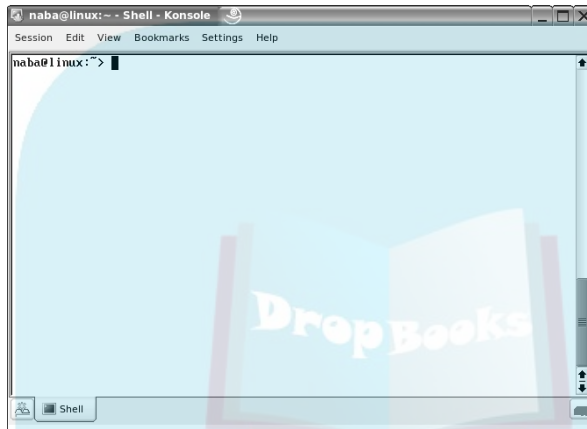 naba@linux:~ - Shell - Konsole
Session Edit View Bookmarks Settings Help
naba@linux:~>
DropBooks
Shell